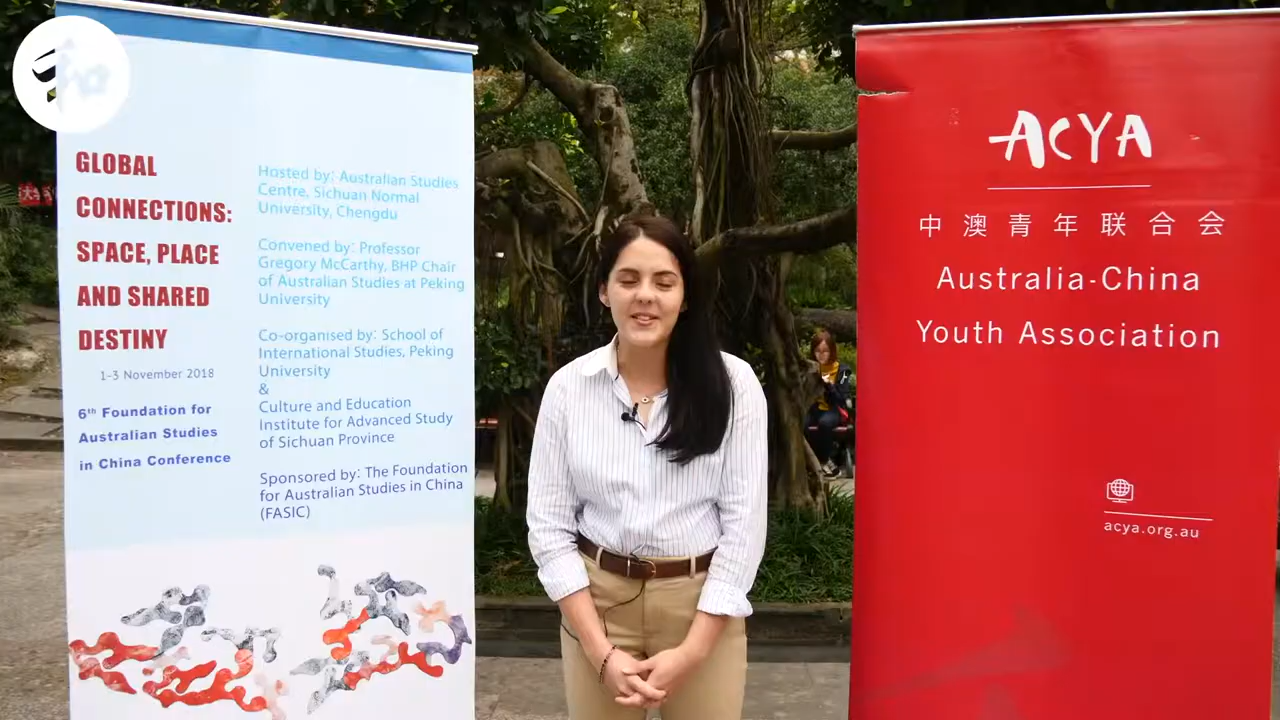 GLOBAL
CONNECTIONS:
SPACE, PLACE
AND SHARED
DESTINY
1-3 November 2018
6th Foundation for
Australian Studies
in China Conference
Hosted by: Australian Studies
Centre, Sichuan Normal
University, Chengdu
Convened by: Professor
Gregory McCarthy, BHP Chair
of Australian Studies at Peking
University
Co-organised by: School of
International Studies, Peking
University
&
Culture and Education
Institute for Advanced Study
of Sichuan Province
Sponsored by: The Foundation
for Australian Studies in China
(FASIC)
ACYA
中澳青年联合会
Australia-China
Youth Association
acya.org.au